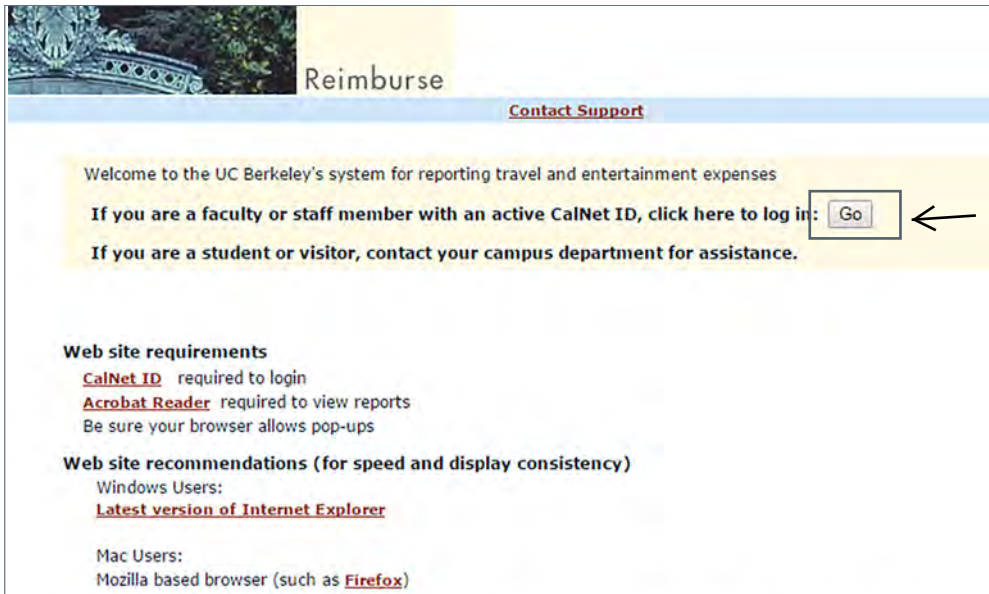 Reimburse
Contact Support
Welcome to the UC Berkeley's system for reporting travel and entertainment expenses
If you are a faculty or staff member with an active CalNet ID, click here to log in: Go
If you are a student or visitor, contact your campus department for assistance.
Web site requirements
CalNet ID required to login
Acrobat Reader required to view reports
Be sure your browser allows pop-ups
Web site recommendations (for speed and display consistency)
Windows Users:
Latest version of Internet Explorer
Mac Users:
Mozilla based browser (such as Firefox)